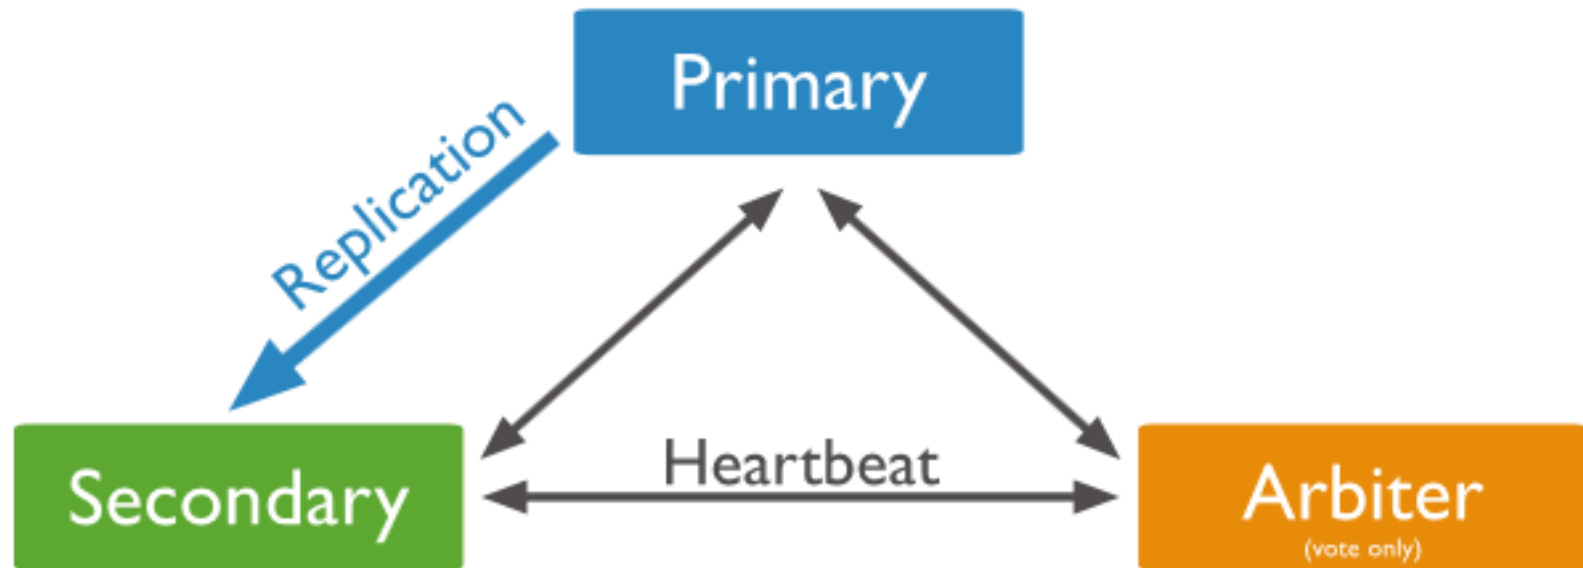 Primary
Replication
Heartbeat
Secondary
Arbiter
(vote only)